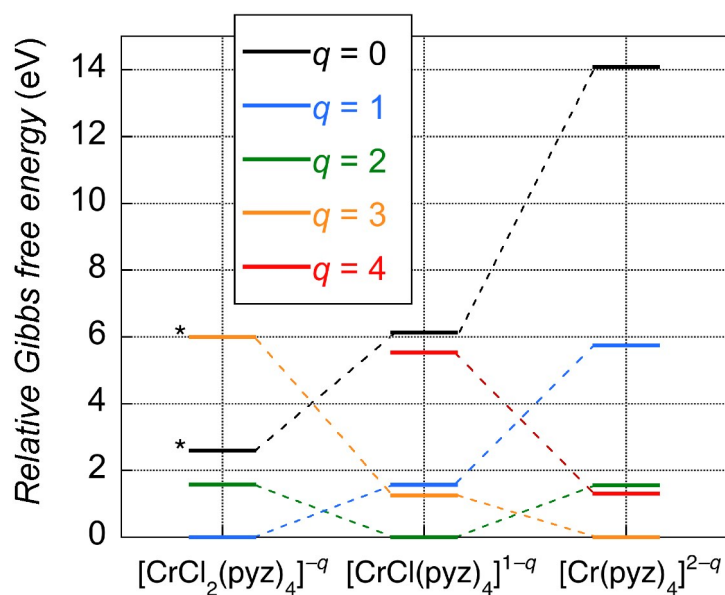 Relative Gibbs free energy (eV)
14
12
10
8
6
4
2
0
q = 0
q = 1
q = 2
q = 3
q = 4
*
*
[CrCl₂(pyz)₄]⁻q [CrCl(pyz)₄]¹⁻q [Cr(pyz)₄]²⁻q